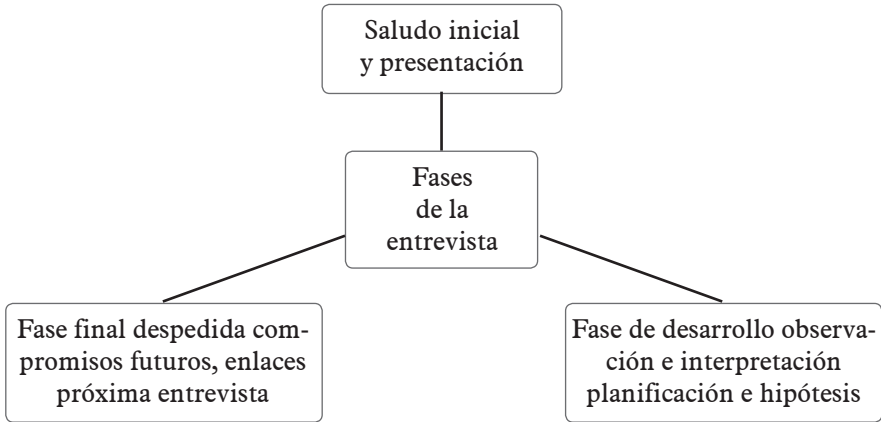 Saludo inicial
y presentación
Fases
de la
entrevista
Fase final despedida com-
promisos futuros, enlaces
próxima entrevista
Fase de desarrollo observa-
ción e interpretación
planificación e hipótesis